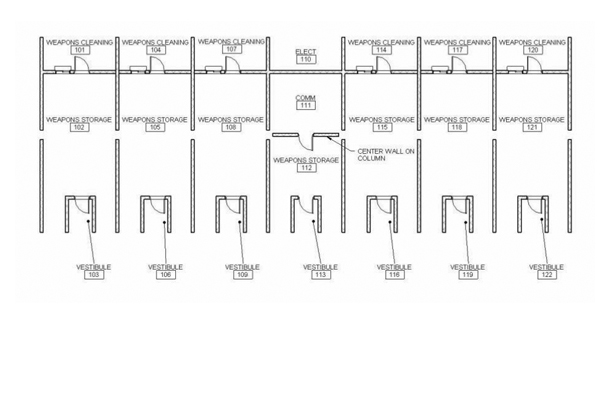 WEAPONS CLEANING
101
WEAPONS CLEANING
104
WEAPONS CLEANING
107
ELECT
110
WEAPONS CLEANING
114
WEAPONS CLEANING
117
WEAPONS CLEANING
120
COMM
111
WEAPONS STORAGE
102
WEAPONS STORAGE
105
WEAPONS STORAGE
108
WEAPONS STORAGE
115
WEAPONS STORAGE
118
WEAPONS STORAGE
121
CENTER WALL ON
COLUMN
WEAPONS STORAGE
112
VESTIBULE
103
VESTIBULE
106
VESTIBULE
109
VESTIBULE
113
VESTIBULE
116
VESTIBULE
119
VESTIBULE
122